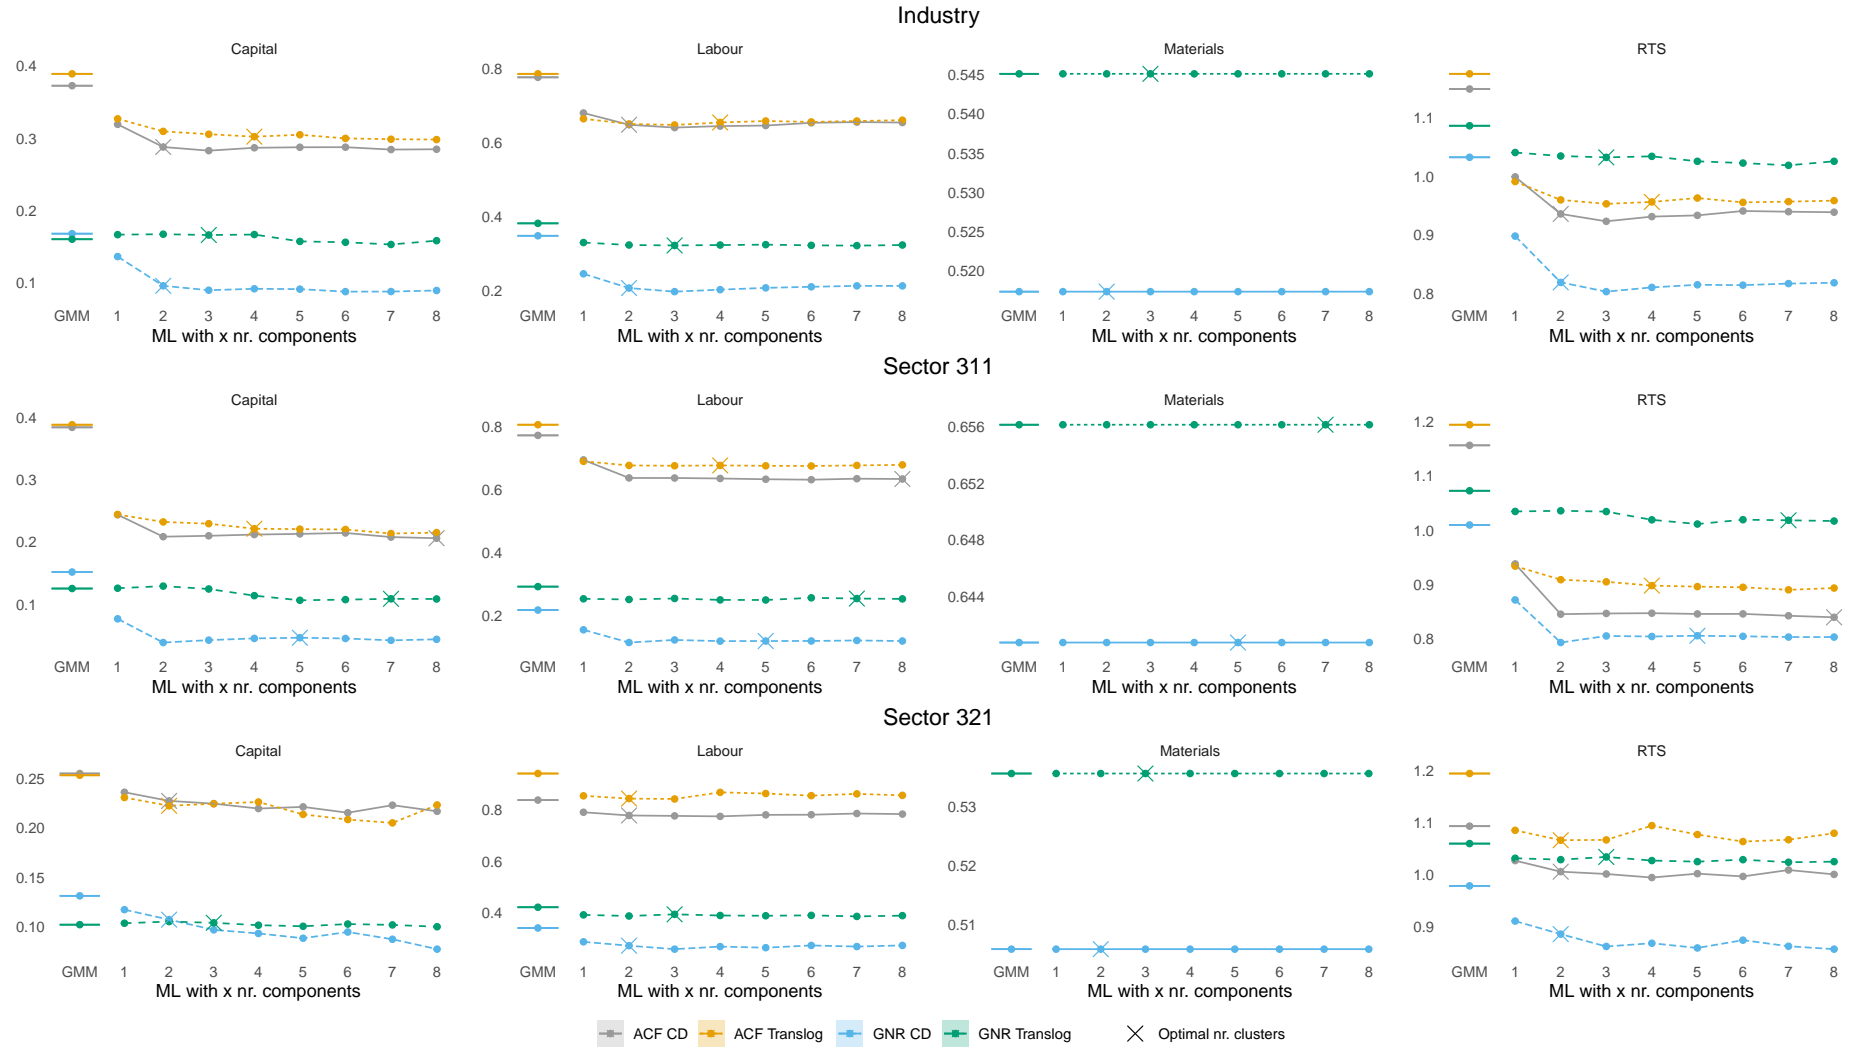 Industry
Capital
Labour
Materials
RTS
0.4
0.3
0.2
0.1
0.8
0.6
0.4
0.2
0.545
0.540
0.535
0.530
0.525
0.520
1.1
1.0
0.9
0.8
GMM 1 2 3 4 5 6 7 8
GMM 1 2 3 4 5 6 7 8
GMM 1 2 3 4 5 6 7 8
GMM 1 2 3 4 5 6 7 8
ML with x nr. components
ML with x nr. components
ML with x nr. components
ML with x nr. components
Sector 311
Capital
Labour
Materials
RTS
0.4
0.3
0.2
0.1
0.8
0.6
0.4
0.2
0.656
0.652
0.648
0.644
1.2
1.1
1.0
0.9
0.8
GMM 1 2 3 4 5 6 7 8
GMM 1 2 3 4 5 6 7 8
GMM 1 2 3 4 5 6 7 8
GMM 1 2 3 4 5 6 7 8
ML with x nr. components
ML with x nr. components
ML with x nr. components
ML with x nr. components
Sector 321
Capital
Labour
Materials
RTS
0.25
0.20
0.15
0.10
0.8
0.6
0.4
0.53
0.52
0.51
1.2
1.1
1.0
0.9
GMM 1 2 3 4 5 6 7 8
GMM 1 2 3 4 5 6 7 8
GMM 1 2 3 4 5 6 7 8
GMM 1 2 3 4 5 6 7 8
ML with x nr. components
ML with x nr. components
ML with x nr. components
ML with x nr. components
ACF CD ACF Translog GNR CD GNR Translog Optimal nr. clusters